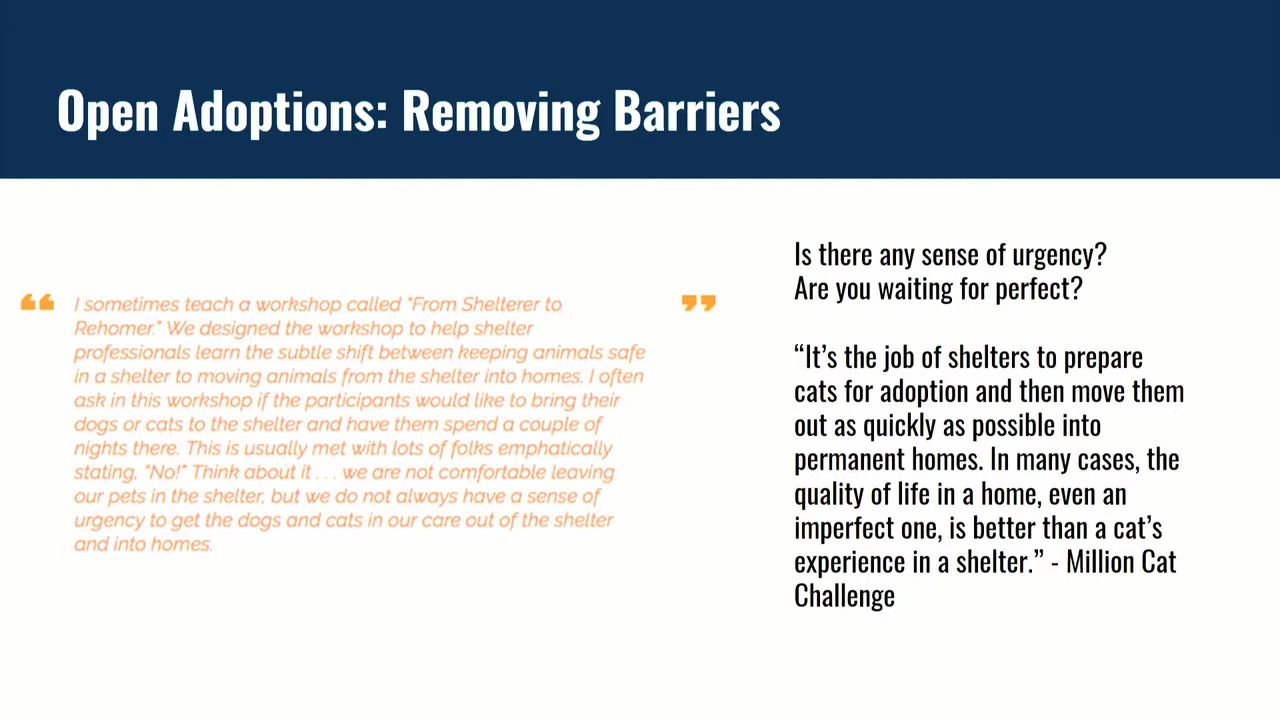 Open Adoptions: Removing Barriers
“
I sometimes teach a workshop called “From Shelterer to
Rehomer.” We designed the workshop to help shelter
professionals learn the subtle shift between keeping animals safe
in a shelter to moving animals from the shelter into homes. I often
ask in this workshop if the participants would like to bring their
dogs or cats to the shelter and have them spend a couple of
nights there. This is usually met with lots of folks emphatically
stating, “No!” Think about it . . . we are not comfortable leaving
our pets in the shelter, but we do not always have a sense of
urgency to get the dogs and cats in our care out of the shelter
and into homes.
”
Is there any sense of urgency?
Are you waiting for perfect?
“It’s the job of shelters to prepare
cats for adoption and then move them
out as quickly as possible into
permanent homes. In many cases, the
quality of life in a home, even an
imperfect one, is better than a cat’s
experience in a shelter.” - Million Cat
Challenge